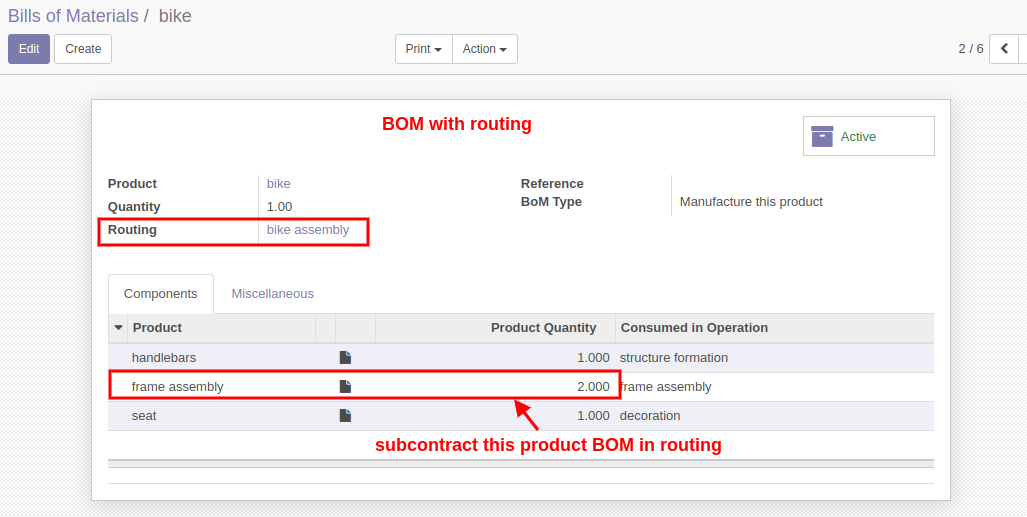 Bills of Materials / bike
Edit Create Print Action 2 / 6
BOM with routing
Active
Product bike Reference
Quantity 1.00 BoM Type Manufacture this product
Routing bike assembly
Components Miscellaneous
Product Product Quantity Consumed in Operation
handlebars 1.000 structure formation
frame assembly 2.000 frame assembly
seat 1.000 decoration
subcontract this product BOM in routing